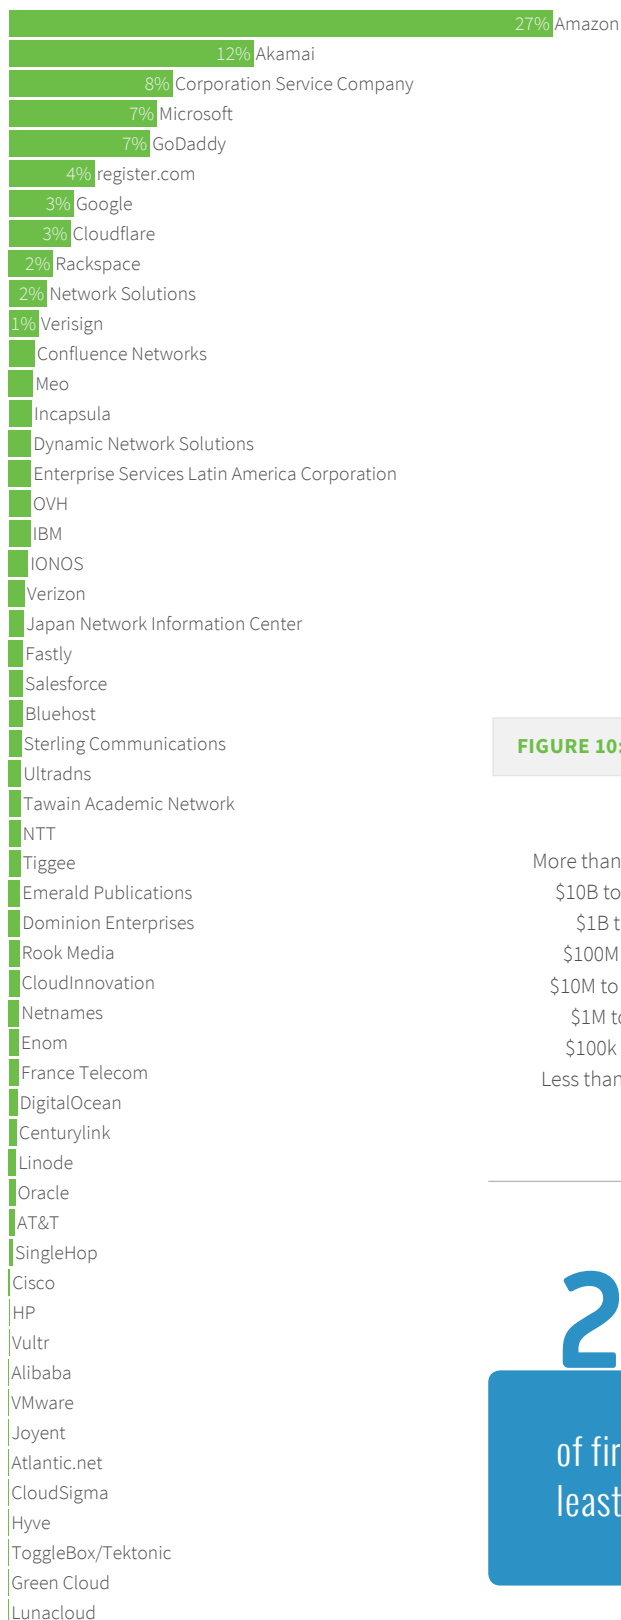 27% Amazon
12% Akamai
8% Corporation Service Company
7% Microsoft
7% GoDaddy
4% register.com
3% Google
3% Cloudflare
2% Rackspace
2% Network Solutions
1% Verisign
Confluence Networks
Meo
Incapsula
Dynamic Network Solutions
Enterprise Services Latin America Corporation
OVH
IBM
IONOS
Verizon
Japan Network Information Center
Fastly
Salesforce
Bluehost
Sterling Communications
Ultradns
Tawain Academic Network
NTT
Tiggee
Emerald Publications
Dominion Enterprises
Rook Media
CloudInnovation
Netnames
Enom
France Telecom
DigitalOcean
Centurylink
Linode
Oracle
AT&T
SingleHop
Cisco
HP
Vultr
Alibaba
VMware
Joyent
Atlantic.net
CloudSigma
Hyve
ToggleBox/Tektonic
Green Cloud
Lunacloud
FIGURE 10:
More than
$10B to
$1B t
$100M
$10M to
$1M to
$100k
Less than
2
of fir
least